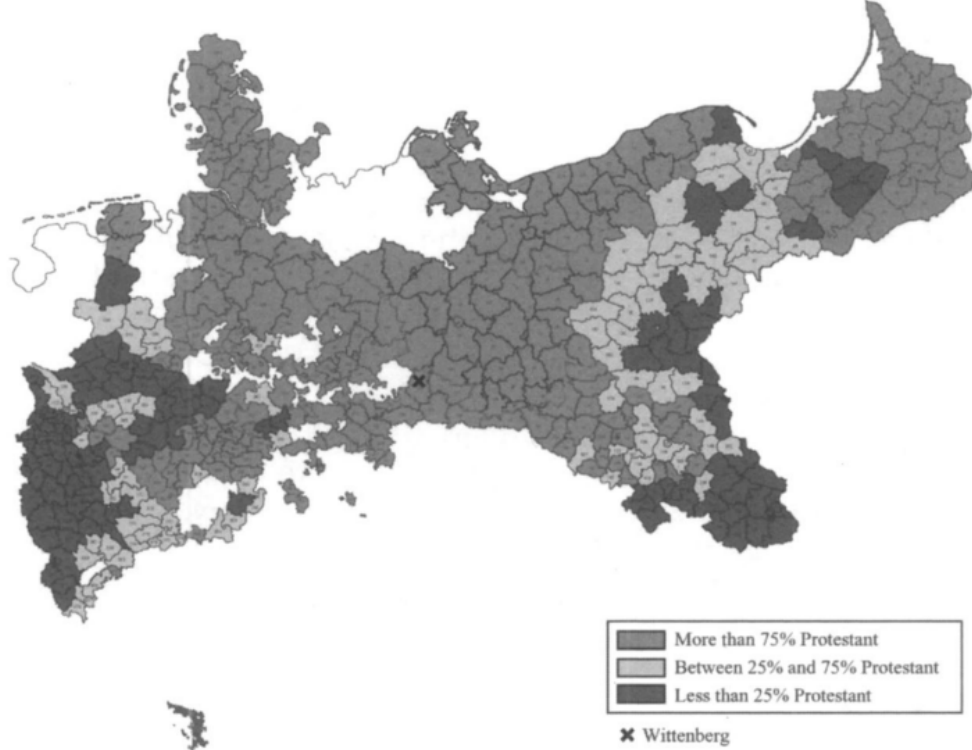 More than 75% Protestant
Between 25% and 75% Protestant
Less than 25% Protestant
Wittenberg